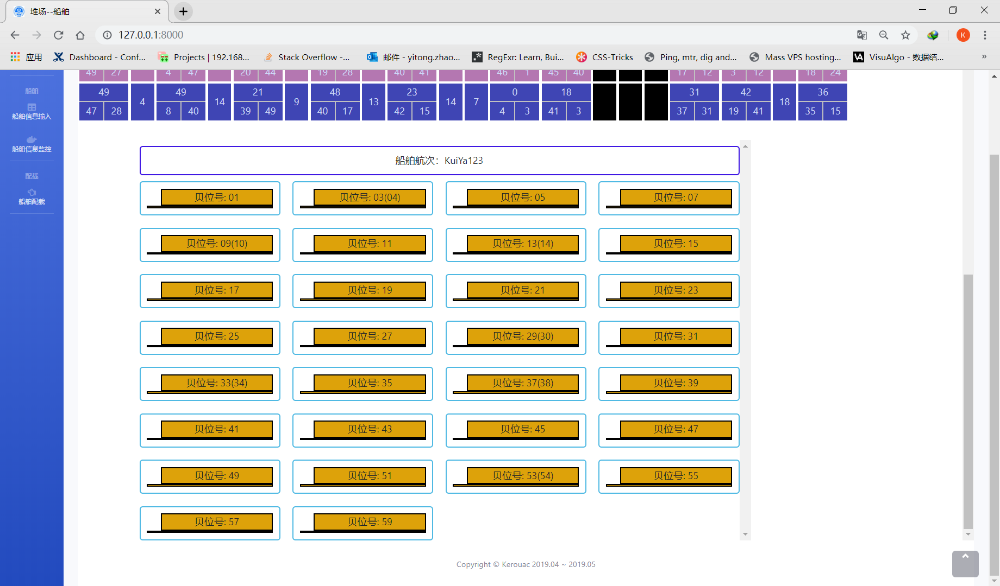 堆场--船舶
127.0.0.1:8000
K
应用 Dashboard - Conf... Projects | 192.168... Stack Overflow -... 邮件 - yitong.zhao... RegExr: Learn, Bui... CSS-Tricks Ping, mtr, dig and... Mass VPS hosting... VisuAlgo - 数据结... »
船舶
船舶信息输入
船舶信息监控
配载
船舶配载
49 27 4 47 20 44 19 28 40 41 46 1 45 40 17 12 3 12 18 24
49 49 21 48 23 0 18 31 42 36
4 14 9 13 14 7 18
47 28 8 40 39 49 40 17 42 15 4 3 41 3 37 31 19 41 35 15
船舶航次：KuiYa123
贝位号: 01 贝位号: 03(04) 贝位号: 05 贝位号: 07
贝位号: 09(10) 贝位号: 11 贝位号: 13(14) 贝位号: 15
贝位号: 17 贝位号: 19 贝位号: 21 贝位号: 23
贝位号: 25 贝位号: 27 贝位号: 29(30) 贝位号: 31
贝位号: 33(34) 贝位号: 35 贝位号: 37(38) 贝位号: 39
贝位号: 41 贝位号: 43 贝位号: 45 贝位号: 47
贝位号: 49 贝位号: 51 贝位号: 53(54) 贝位号: 55
贝位号: 57 贝位号: 59
Copyright © Kerouac 2019.04 ~ 2019.05